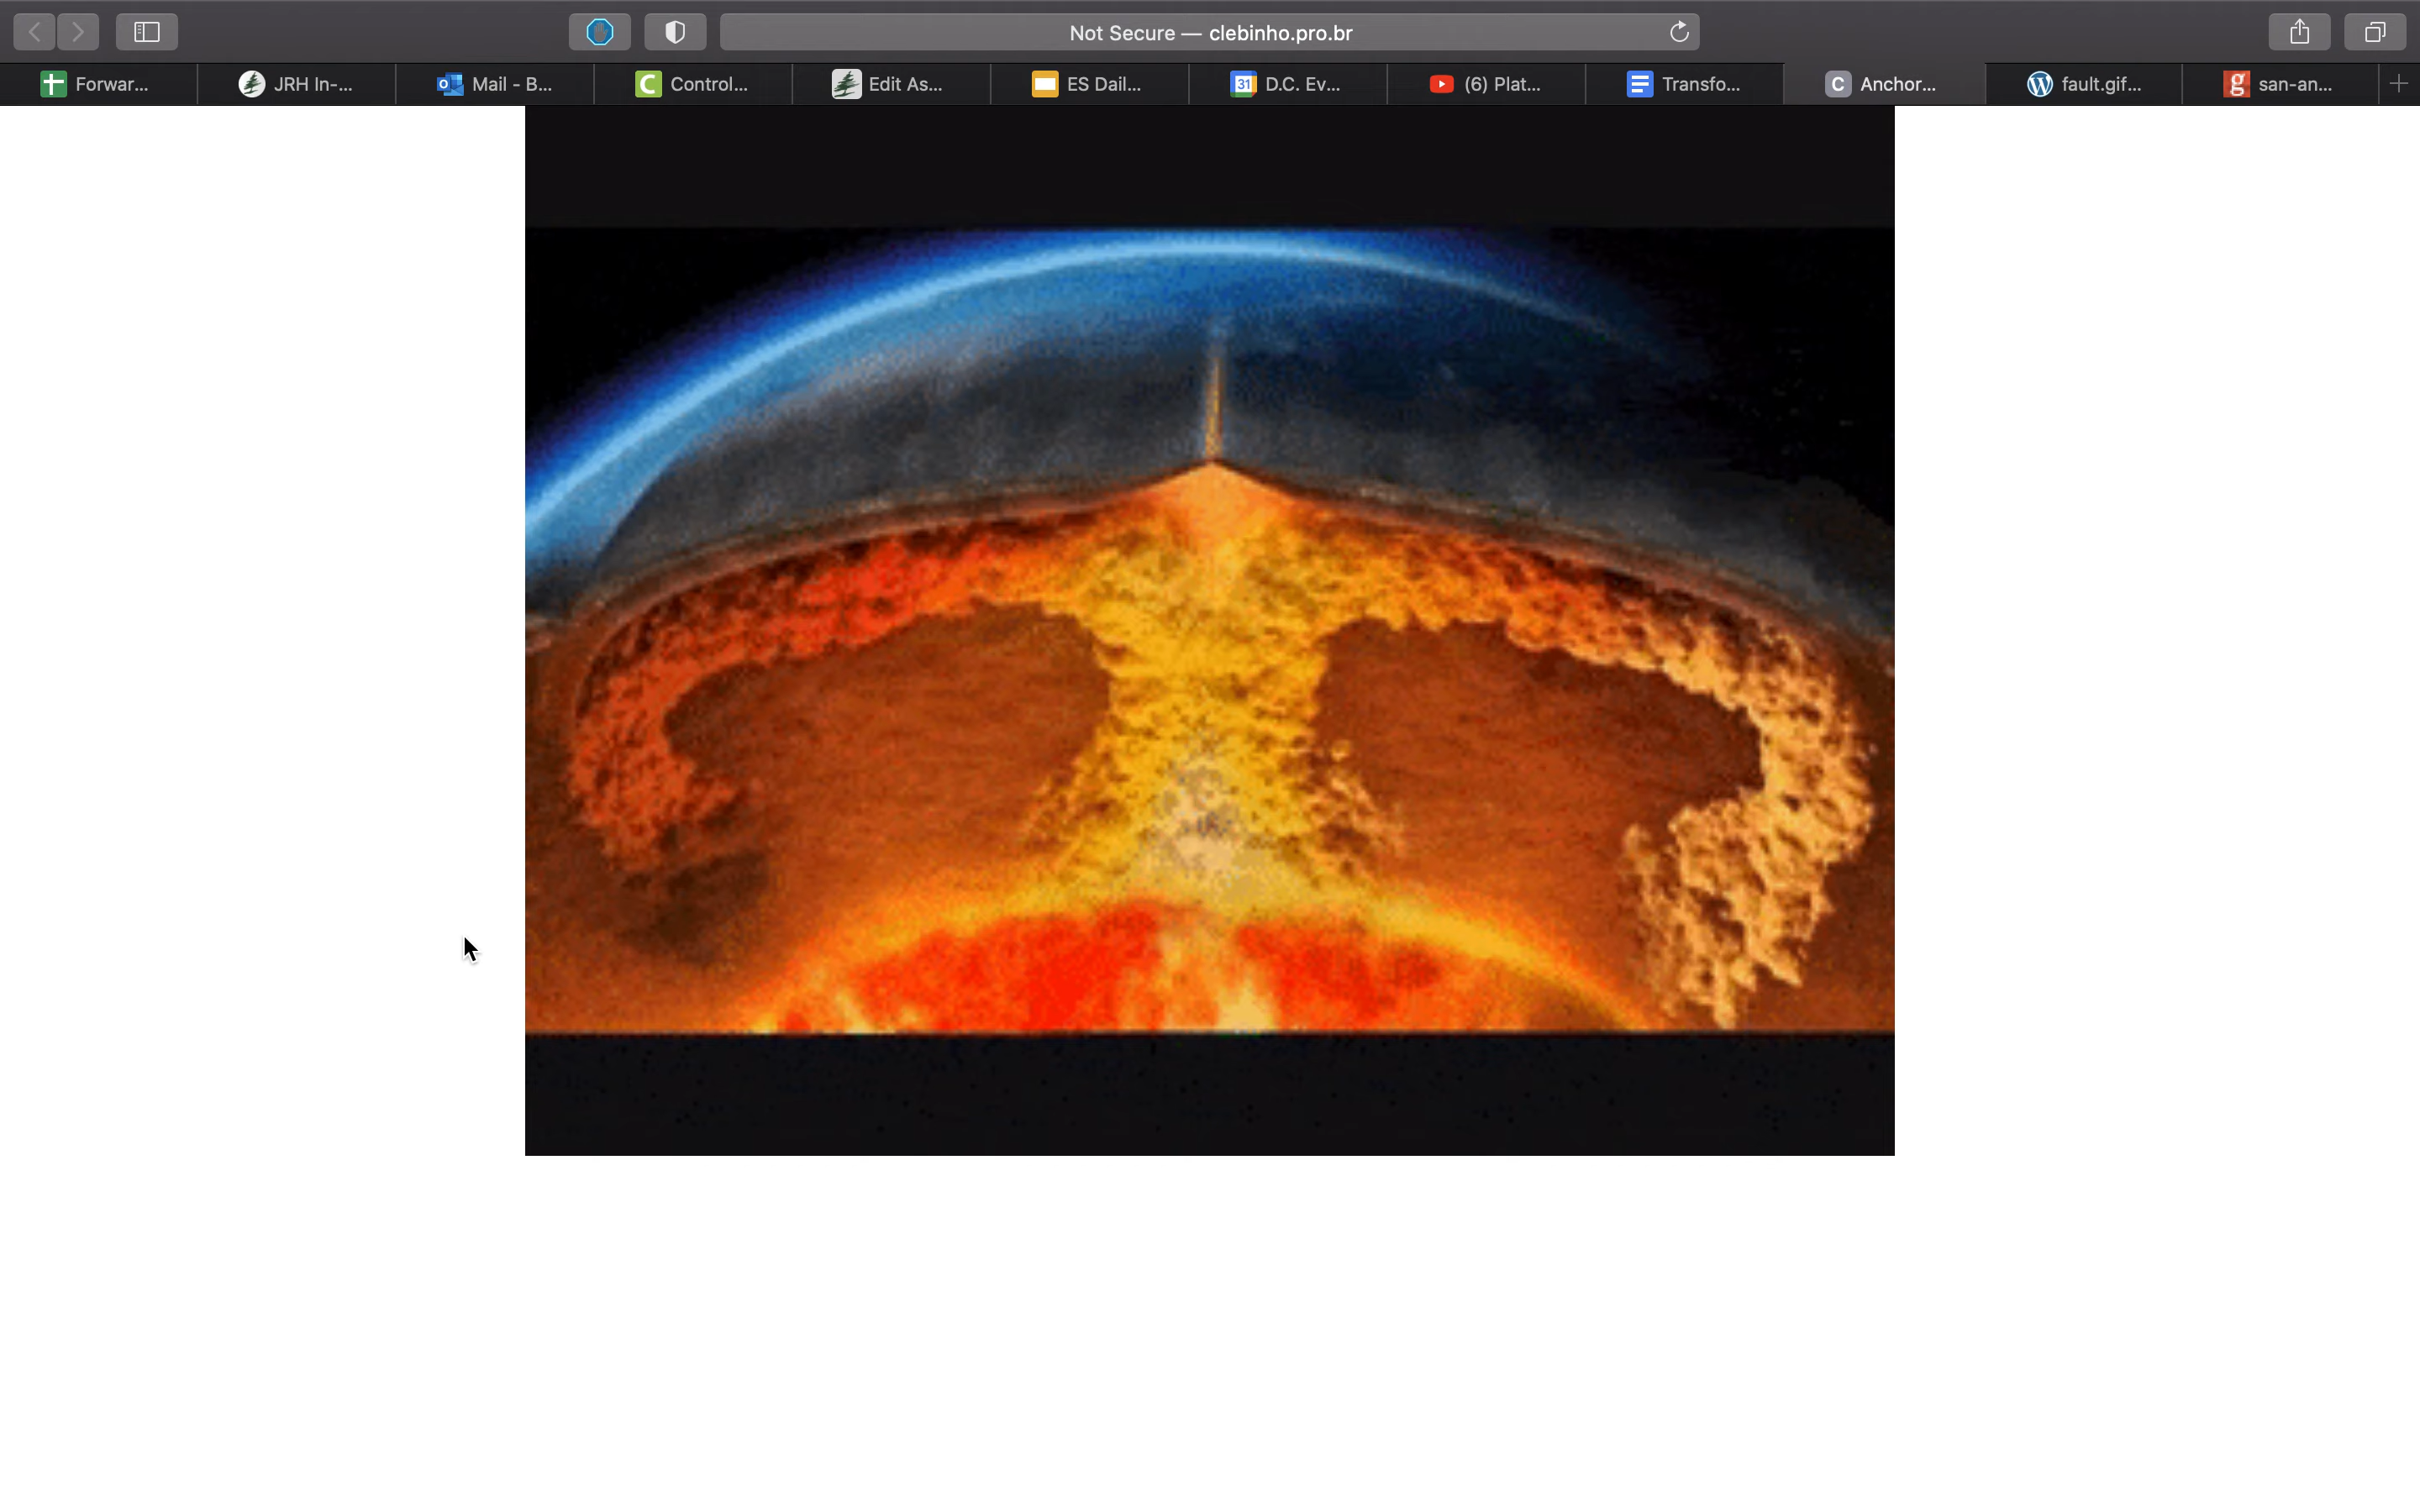 Not Secure — clebinho.pro.br
Forwar...
JRH In-...
Mail - B...
Control...
Edit As...
ES Dail...
31 D.C. Ev...
(6) Plat...
Transfo...
C Anchor...
fault.gif...
g san-an...